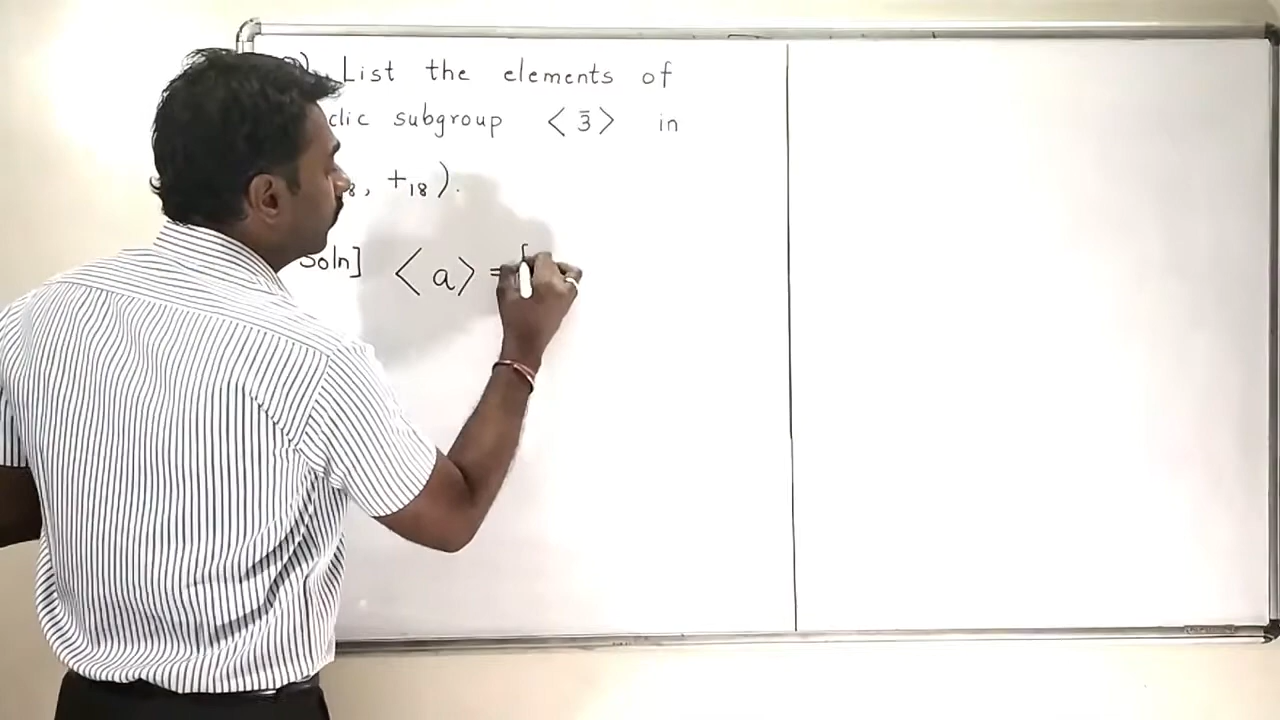 List the elements of
clic subgroup < 3̄ > in
₈, +₁₈).
Soln] < a > = {